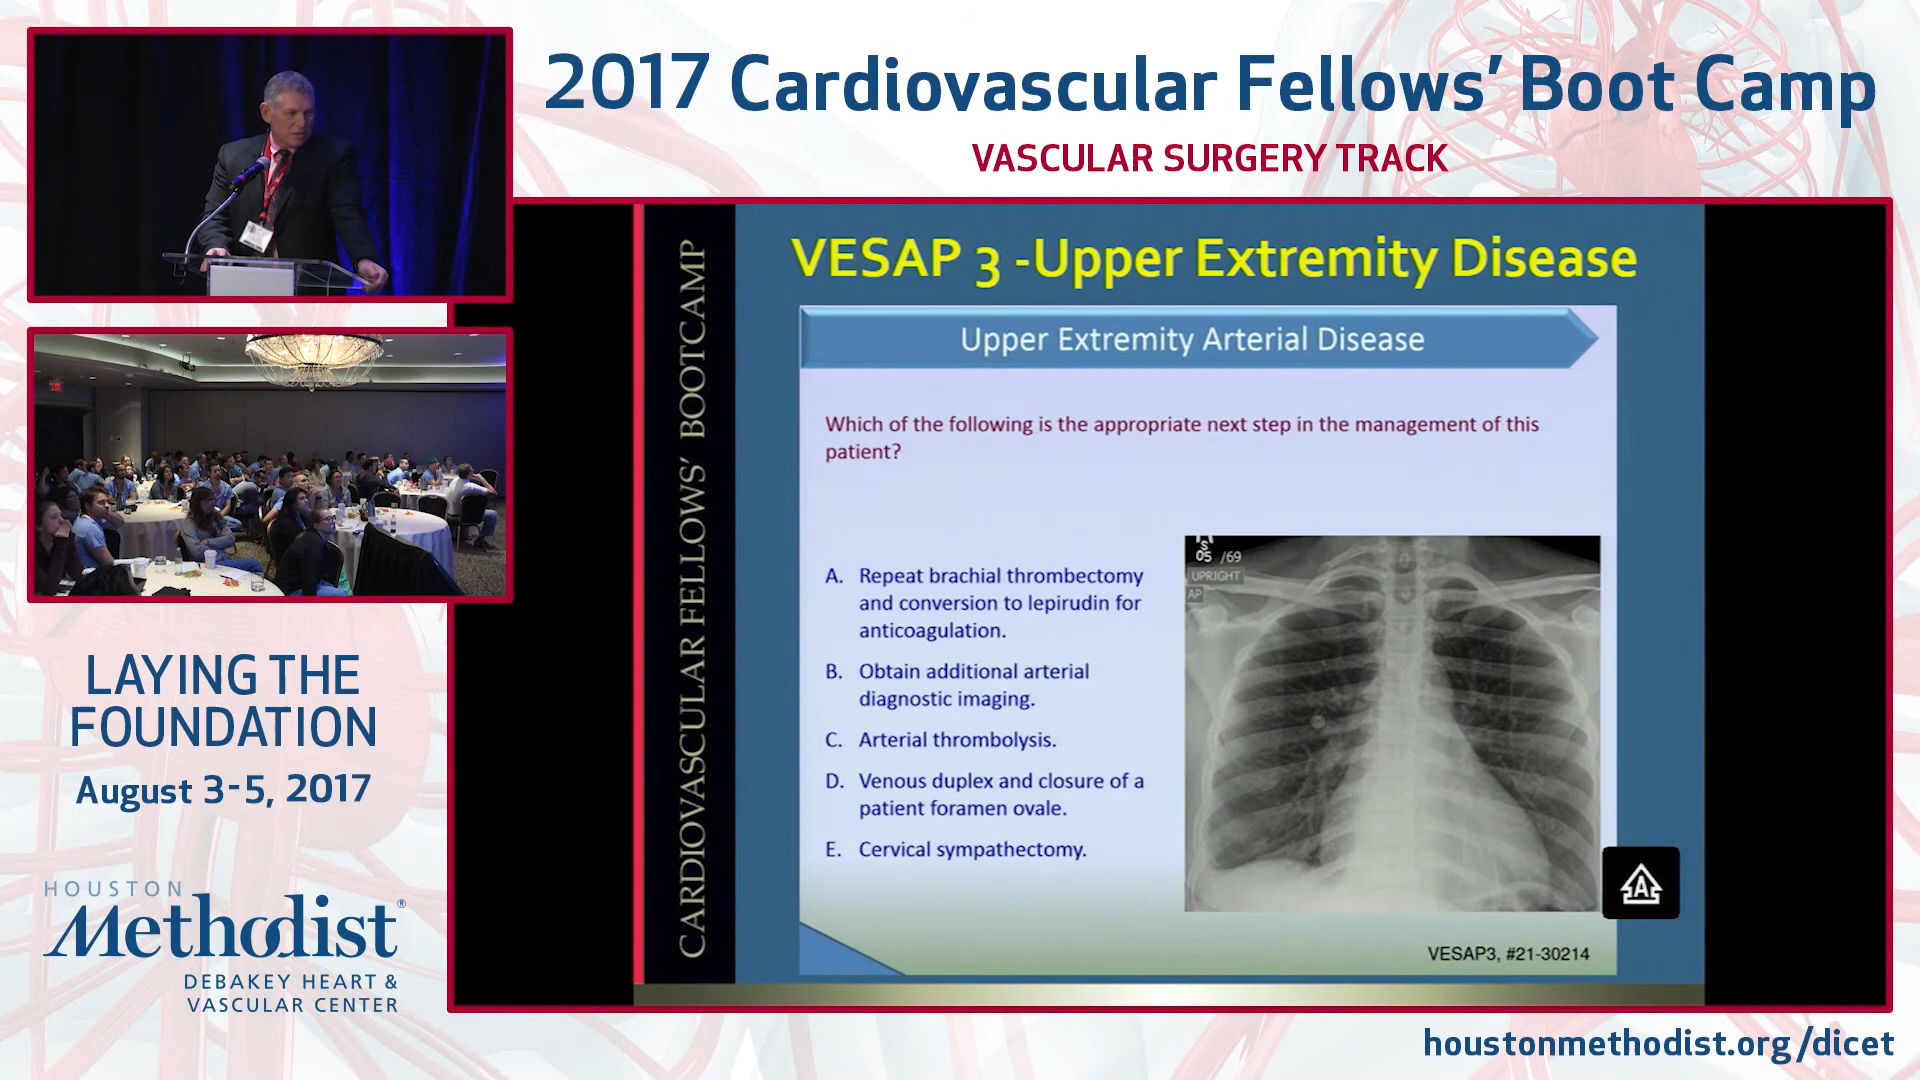 2017 Cardiovascular Fellows' Boot Camp
VASCULAR SURGERY TRACK
CARDIOVASCULAR FELLOWS' BOOTCAMP
VESAP 3 -Upper Extremity Disease
Upper Extremity Arterial Disease
Which of the following is the appropriate next step in the management of this
patient?
A. Repeat brachial thrombectomy
and conversion to lepirudin for
anticoagulation.
B. Obtain additional arterial
diagnostic imaging.
C. Arterial thrombolysis.
D. Venous duplex and closure of a
patient foramen ovale.
E. Cervical sympathectomy.
S
05 /69
UPRIGHT
AP
A
VESAP3, #21-30214
LAYING THE
FOUNDATION
August 3-5, 2017
HOUSTON
Methodist®
DEBAKEY HEART &
VASCULAR CENTER
houstonmethodist.org/dicet